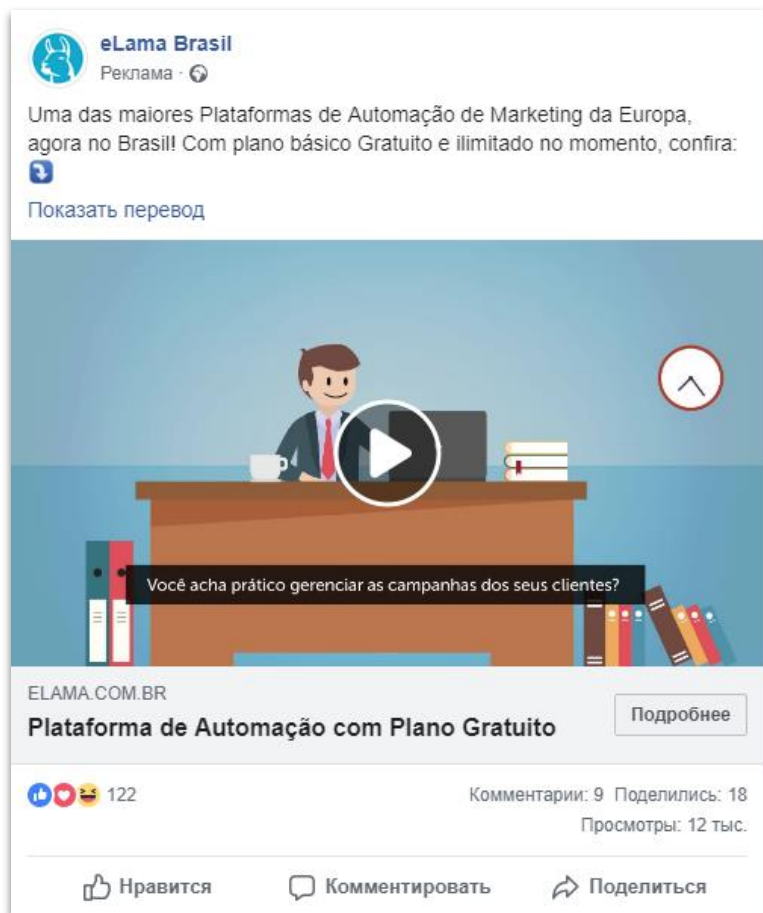 eLama Brasil
Реклама ·
Uma das maiores Plataformas de Automação de Marketing da Europa,
agora no Brasil! Com plano básico Gratuito e ilimitado no momento, confira:
Показать перевод
Você acha prático gerenciar as campanhas dos seus clientes?
ELAMA.COM.BR
Plataforma de Automação com Plano Gratuito
Подробнее
122
Комментарии: 9 Поделились: 18
Просмотры: 12 тыс.
Нравится Комментировать Поделиться